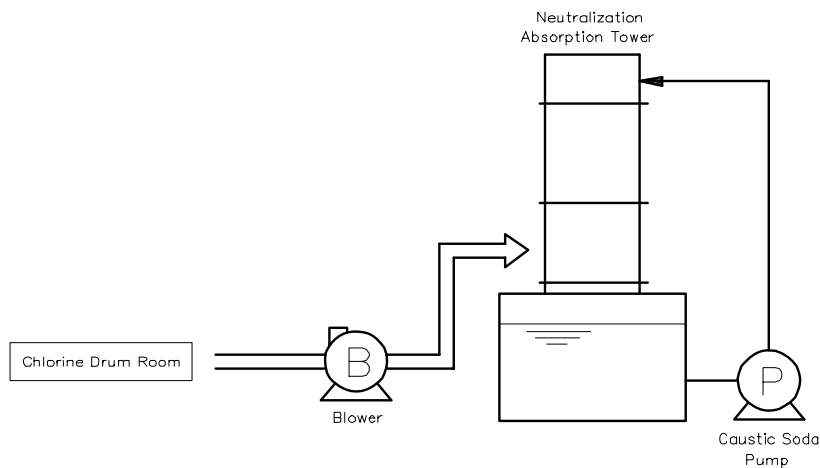 Neutralization
Absorption Tower
Chlorine Drum Room
B
Blower
P
Caustic Soda
Pump